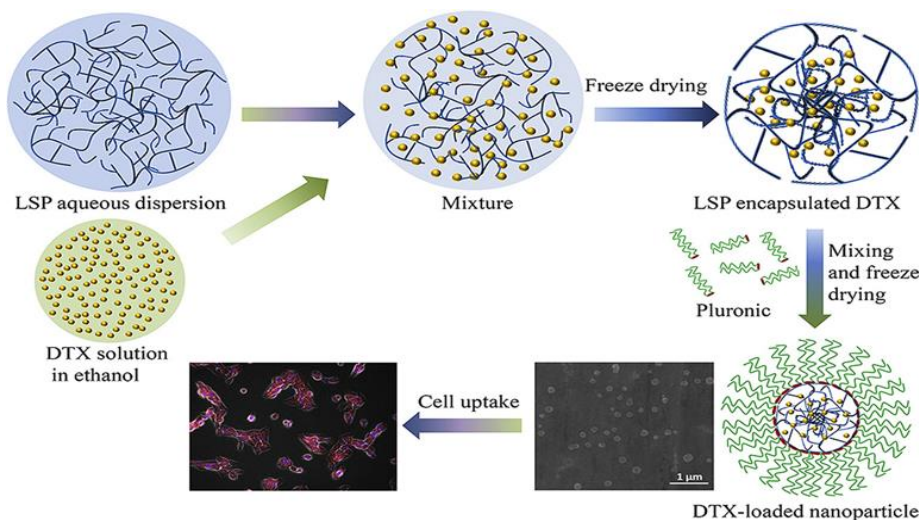 LSP aqueous dispersion
DTX solution
in ethanol
Mixture
Freeze drying
LSP encapsulated DTX
Pluronic
Mixing
and freeze
drying
DTX-loaded nanoparticle
1 μm
Cell uptake